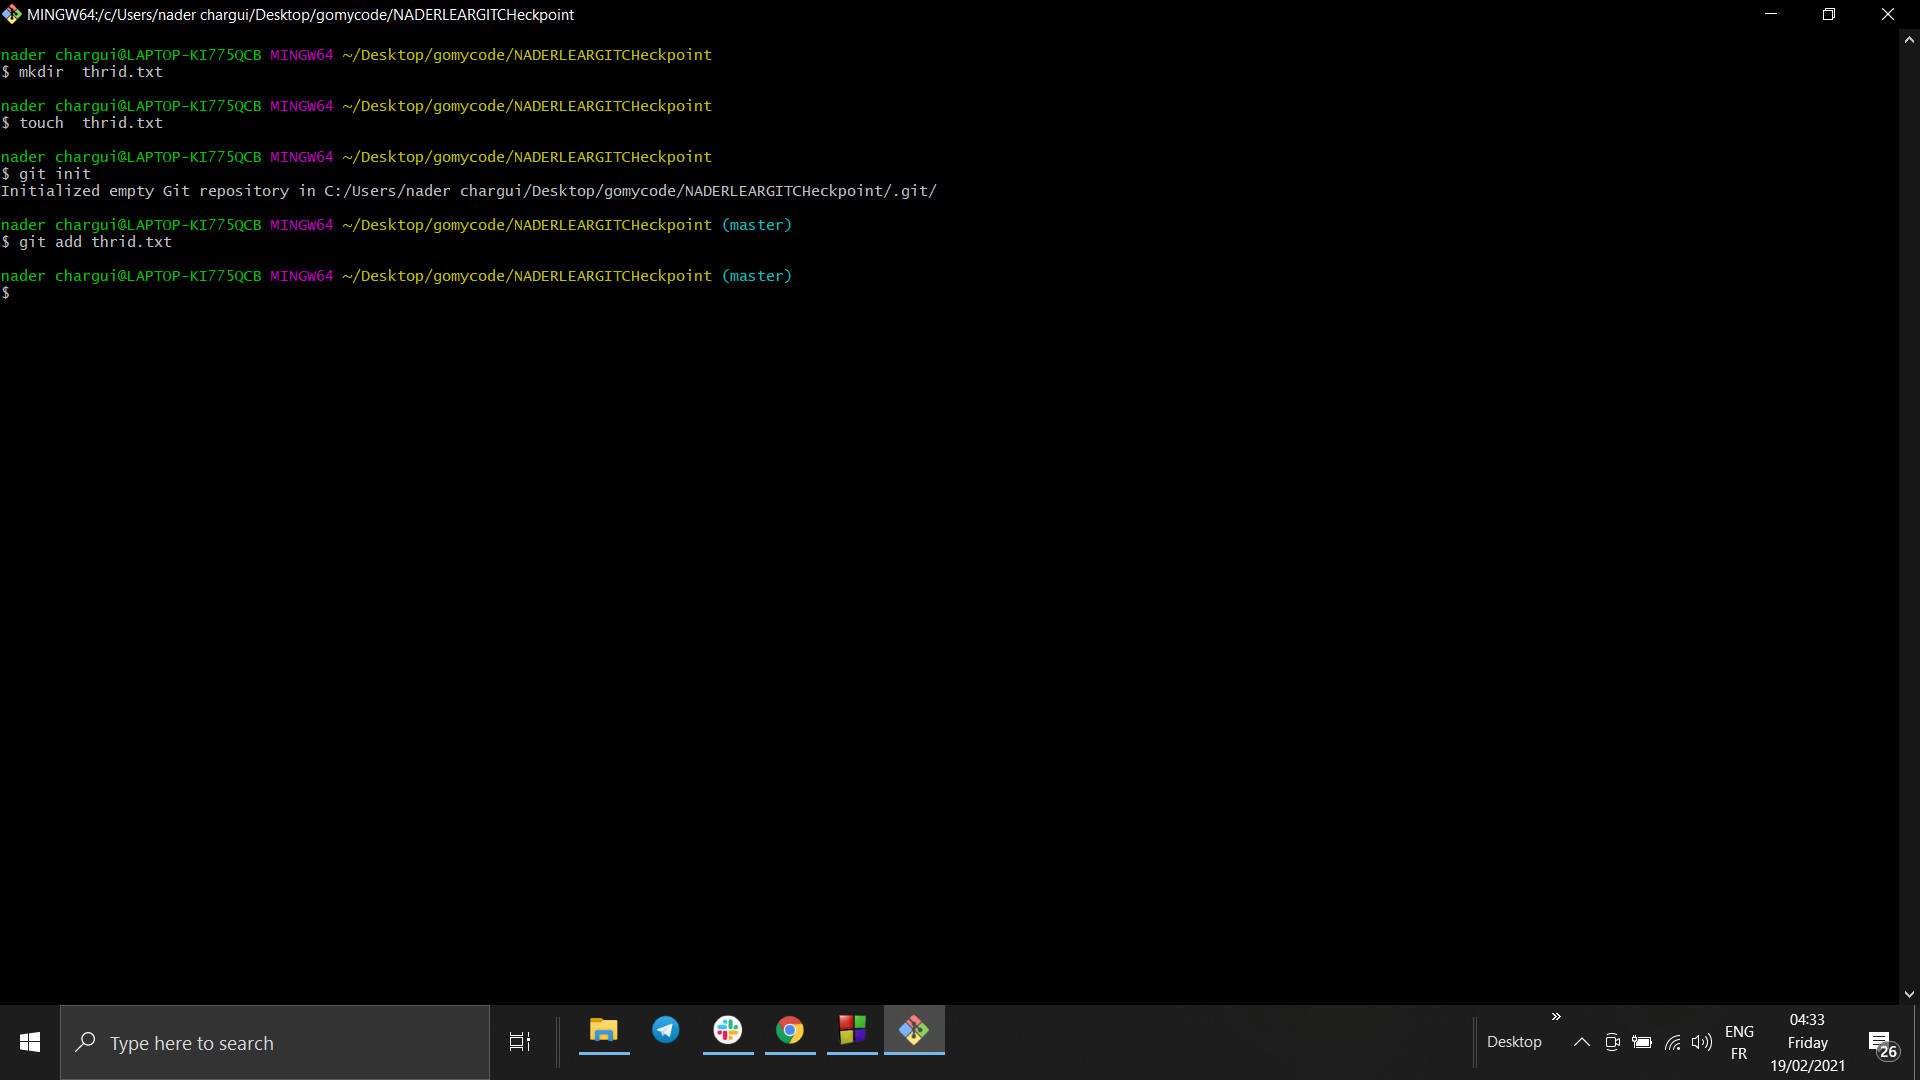 MINGW64:/c/Users/nader chargui/Desktop/gomycode/NADERLEARGITCHeckpoint
nader chargui@LAPTOP-KI775QCB MINGW64 ~/Desktop/gomycode/NADERLEARGITCHeckpoint
$ mkdir  thrid.txt
nader chargui@LAPTOP-KI775QCB MINGW64 ~/Desktop/gomycode/NADERLEARGITCHeckpoint
$ touch  thrid.txt
nader chargui@LAPTOP-KI775QCB MINGW64 ~/Desktop/gomycode/NADERLEARGITCHeckpoint
$ git init
Initialized empty Git repository in C:/Users/nader chargui/Desktop/gomycode/NADERLEARGITCHeckpoint/.git/
nader chargui@LAPTOP-KI775QCB MINGW64 ~/Desktop/gomycode/NADERLEARGITCHeckpoint (master)
$ git add thrid.txt
nader chargui@LAPTOP-KI775QCB MINGW64 ~/Desktop/gomycode/NADERLEARGITCHeckpoint (master)
$
Type here to search
Desktop
»
ENG
FR
04:33
Friday
19/02/2021
26